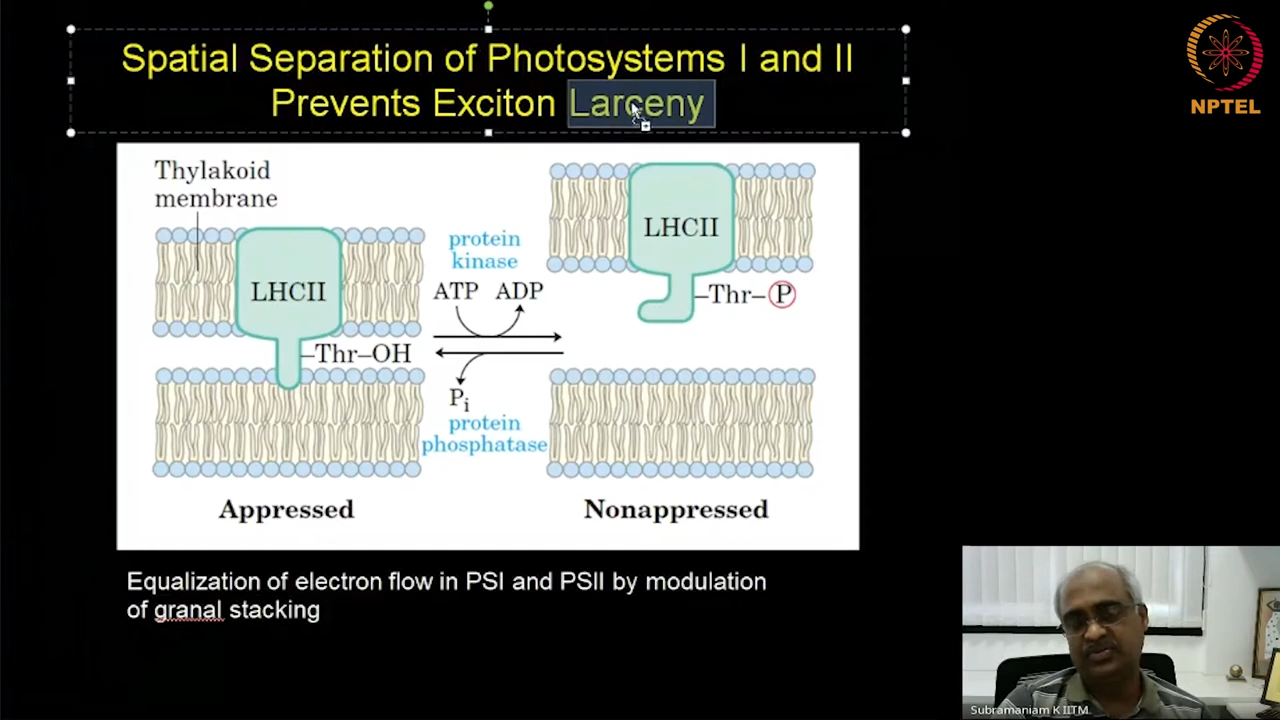 Spatial Separation of Photosystems I and II
Prevents Exciton Larceny
NPTEL
Thylakoid
membrane
LHCII
–Thr–OH
protein
kinase
ATP ADP
Pi
protein
phosphatase
LHCII
–Thr–P
Appressed
Nonappressed
Equalization of electron flow in PSI and PSII by modulation
of granal stacking
Subramaniam K IITM